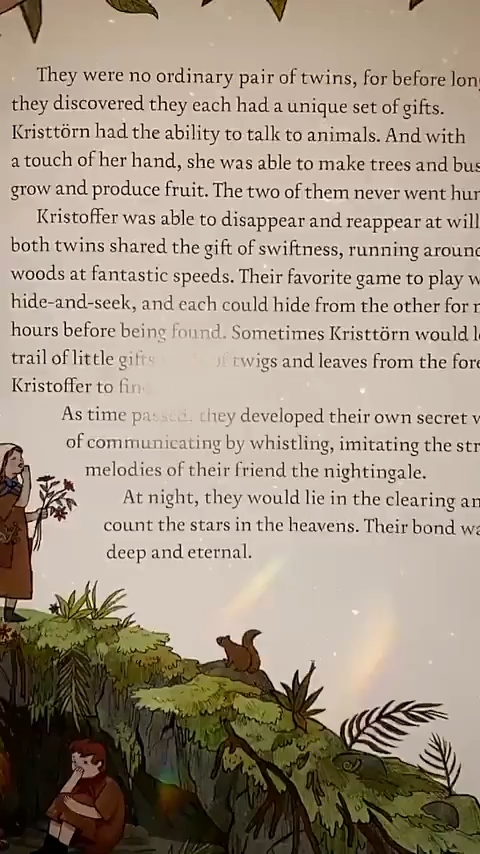 They were no ordinary pair of twins, for before
they discovered they each had a unique set of gifts.
Kristtörn had the ability to talk to animals. And with
a touch of her hand, she was able to make trees and
grow and produce fruit. The two of them never went
Kristoffer was able to disappear and reappear at will
both twins shared the gift of swiftness, running
woods at fantastic speeds. Their favorite game to play
hide-and-seek, and each could hide from the other for
hours before being found. Sometimes Kristtörn would
trail of little gifts of twigs and leaves from the
Kristoffer to
As time passed, they developed their own secret
of communicating by whistling, imitating the
melodies of their friend the nightingale.
At night, they would lie in the clearing
count the stars in the heavens. Their bond
deep and eternal.